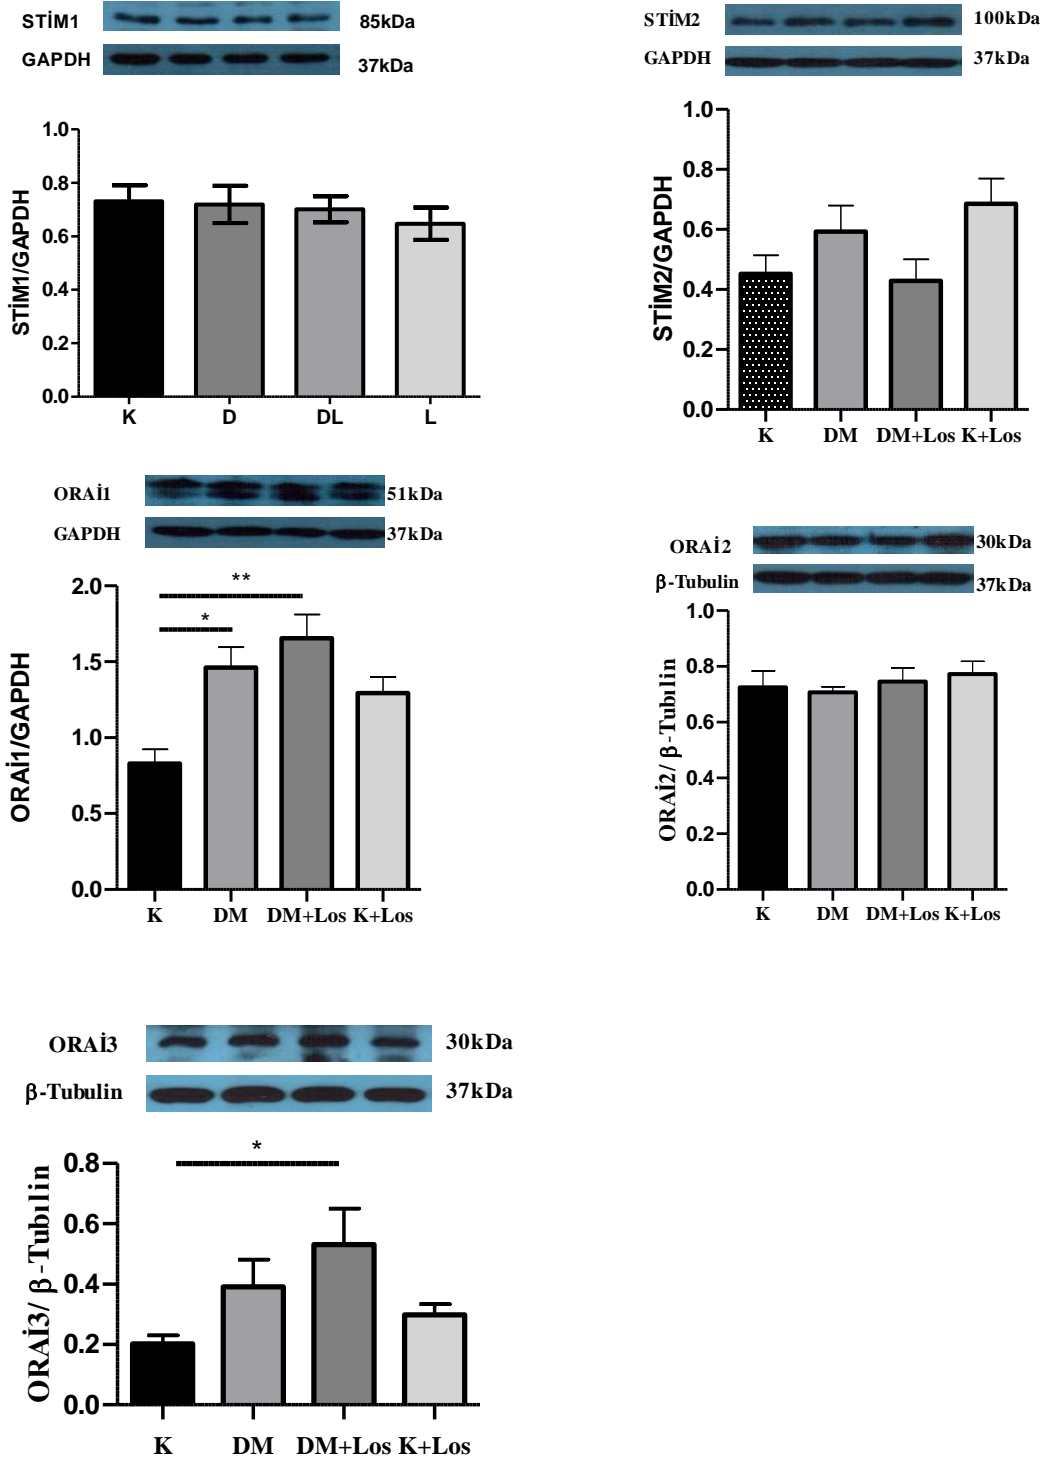 STİM1 85kDa
GAPDH 37kDa
1.0
0.8
0.6
0.4
0.2
0.0
STİM1/GAPDH
K D DL L
STİM2 100kDa
GAPDH 37kDa
1.0
0.8
0.6
0.4
0.2
0.0
STİM2/GAPDH
K DM DM+Los K+Los
ORAİ1 51kDa
GAPDH 37kDa
**
*
2.0
1.5
1.0
0.5
0.0
ORAİ1/GAPDH
K DM DM+Los K+Los
ORAİ2 30kDa
β-Tubulin 37kDa
1.0
0.8
0.6
0.4
0.2
0.0
ORAİ2/ β-Tubılin
K DM DM+Los K+Los
ORAİ3 30kDa
β-Tubulin 37kDa
*
0.8
0.6
0.4
0.2
0.0
ORAİ3/ β-Tubılin
K DM DM+Los K+Los